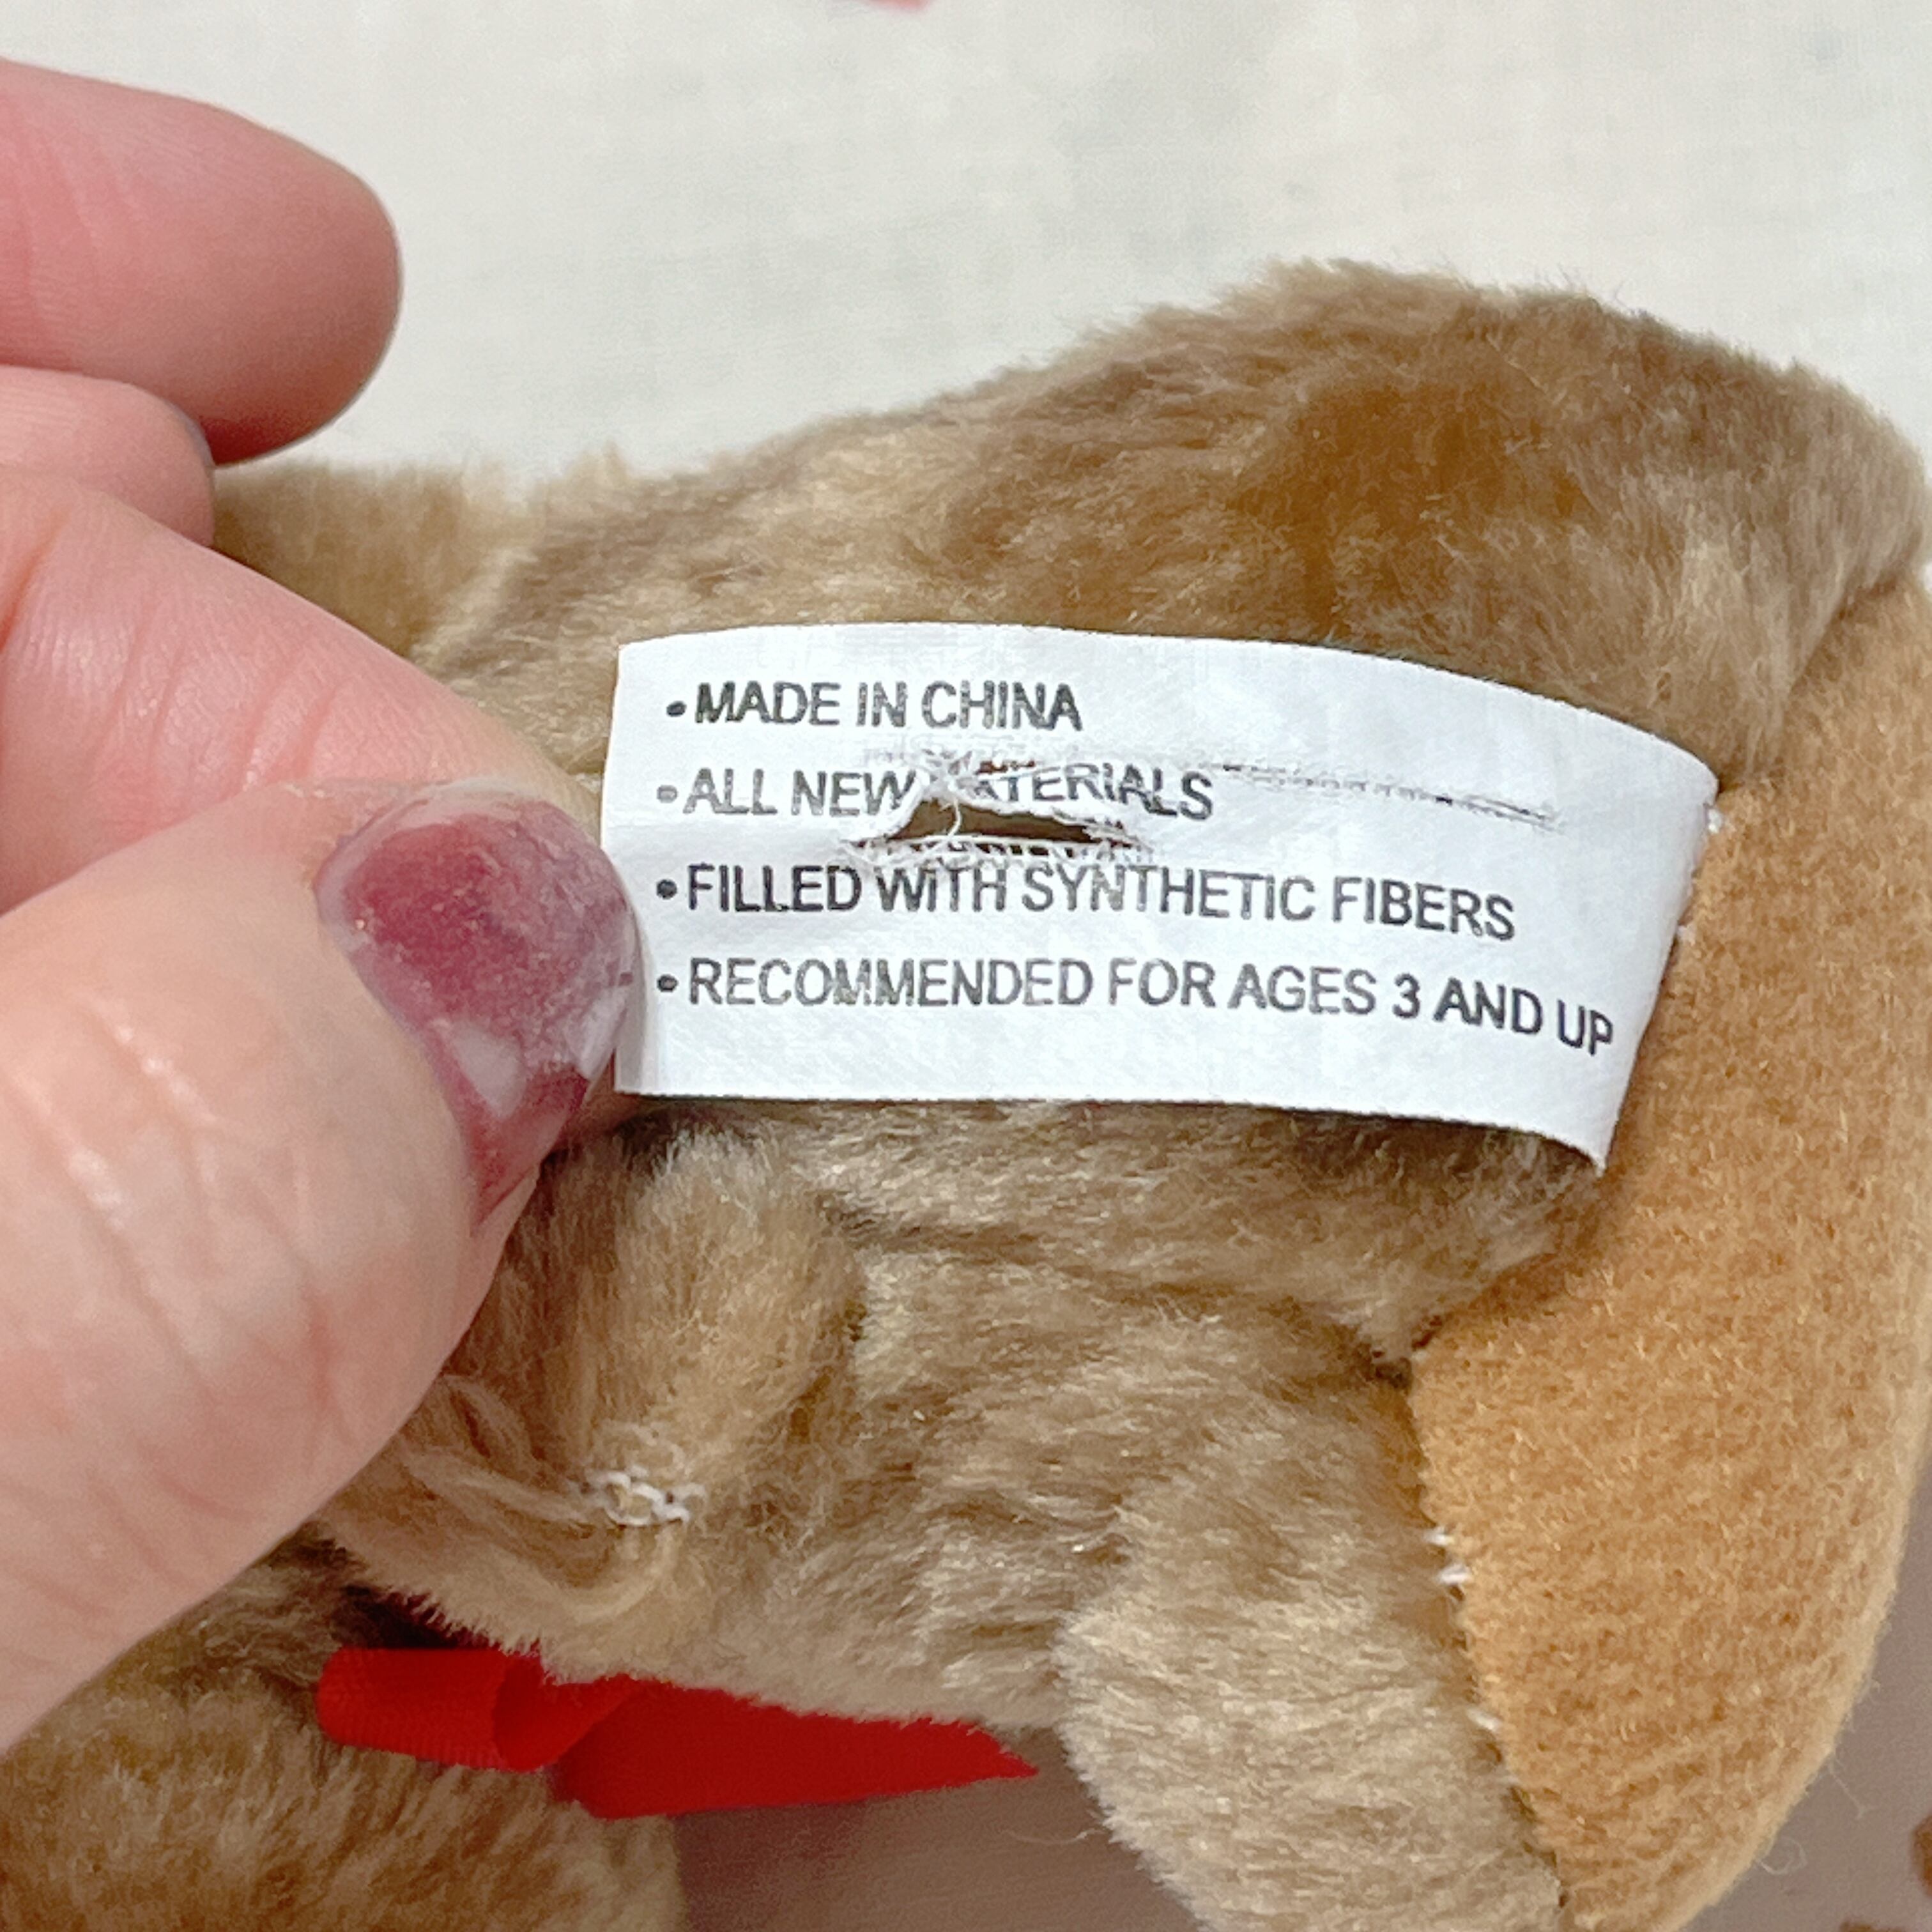 •MADE IN CHINA
•ALL NEW MATERIALS
•FILLED WITH SYNTHETIC FIBERS
•RECOMMENDED FOR AGES 3 AND UP